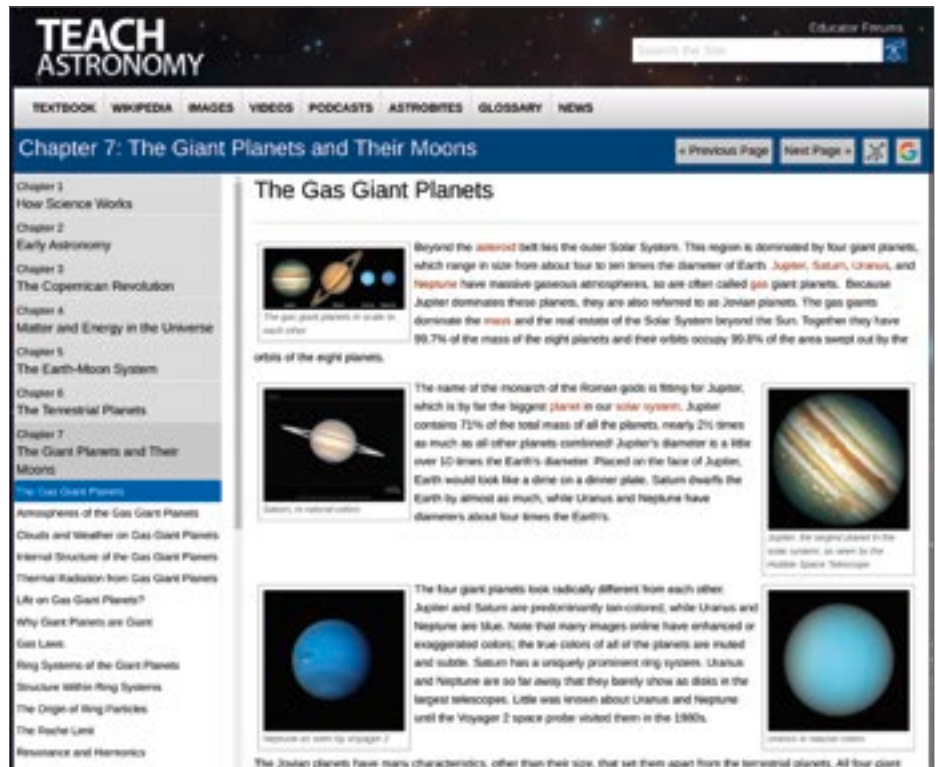 TEACH
ASTRONOMY
Educator Forums
Search the Site
TEXTBOOK WIKIPEDIA IMAGES VIDEOS PODCASTS ASTROBITES GLOSSARY NEWS
Chapter 7: The Giant Planets and Their Moons
« Previous Page
Next Page »
Chapter 1
How Science Works
Chapter 2
Early Astronomy
Chapter 3
The Copernican Revolution
Chapter 4
Matter and Energy in the Universe
Chapter 5
The Earth-Moon System
Chapter 6
The Terrestrial Planets
Chapter 7
The Giant Planets and Their
Moons
The Gas Giant Planets
Atmospheres of the Gas Giant Planets
Clouds and Weather on Gas Giant Planets
Internal Structure of the Gas Giant Planets
Thermal Radiation from Gas Giant Planets
Life on Gas Giant Planets?
Why Giant Planets are Giant
Gas Laws
Ring Systems of the Giant Planets
Structure Within Ring Systems
The Origin of Ring Particles
The Roche Limit
Resonance and Harmonics
The Gas Giant Planets
The gas giant planets in scale to
each other
Beyond the asteroid belt lies the outer Solar System. This region is dominated by four giant planets,
which range in size from about four to ten times the diameter of Earth. Jupiter, Saturn, Uranus, and
Neptune have massive gaseous atmospheres, so are often called gas giant planets. Because
Jupiter dominates these planets, they are also referred to as Jovian planets. The gas giants
dominate the mass and the real estate of the Solar System beyond the Sun. Together they have
99.7% of the mass of the eight planets and their orbits occupy 99.8% of the area swept out by the
orbits of the eight planets.
Saturn, in natural colors
The name of the monarch of the Roman gods is fitting for Jupiter,
which is by far the biggest planet in our solar system. Jupiter
contains 71% of the total mass of all the planets, nearly 2½ times
as much as all other planets combined! Jupiter's diameter is a little
over 10 times the Earth's diameter. Placed on the face of Jupiter,
Earth would look like a dime on a dinner plate. Saturn dwarfs the
Earth by almost as much, while Uranus and Neptune have
diameters about four times the Earth's.
Jupiter, the largest planet in the
solar system, as seen by the
Hubble Space Telescope
The four giant planets look radically different from each other.
Jupiter and Saturn are predominantly tan-colored, while Uranus and
Neptune are blue. Note that many images online have enhanced or
exaggerated colors; the true colors of all of the planets are muted
and subtle. Saturn has a uniquely prominent ring system. Uranus
and Neptune are so far away that they barely show as disks in the
largest telescopes. Little was known about Uranus and Neptune
until the Voyager 2 space probe visited them in the 1980s.
Neptune as seen by Voyager 2
Uranus in natural colors
The Jovian planets have many characteristics, other than their size, that set them apart from the terrestrial planets. All four giant